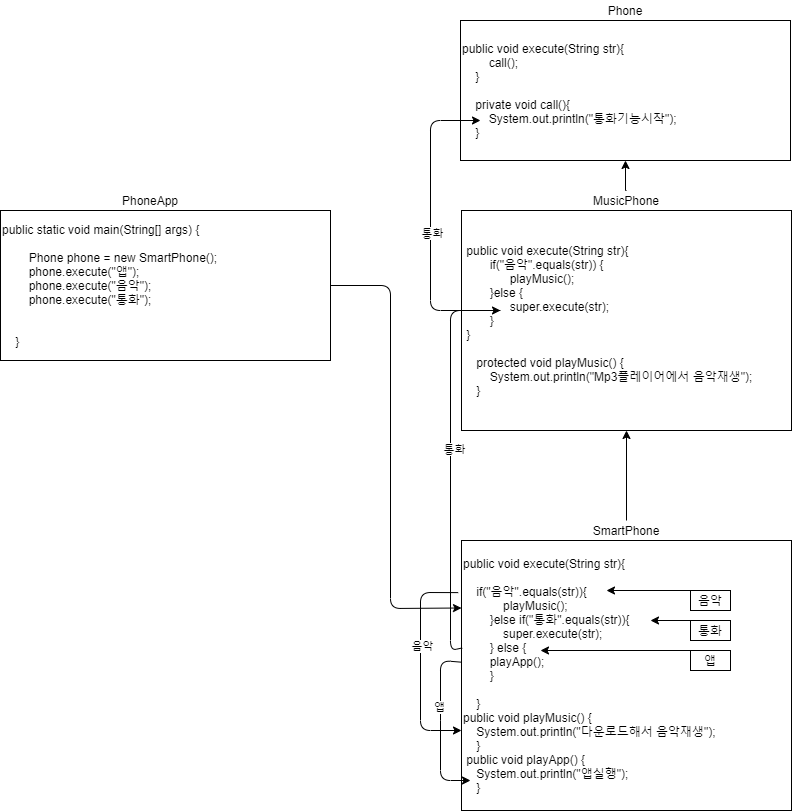 Phone
public void execute(String str){
call();
}
private void call(){
System.out.println("통화기능시작");
}
통화
PhoneApp
public static void main(String[] args) {
Phone phone = new SmartPhone();
phone.execute("앱");
phone.execute("음악");
phone.execute("통화");
}
MusicPhone
public void execute(String str){
if("음악".equals(str)) {
playMusic();
}else {
super.execute(str);
}
}
protected void playMusic() {
System.out.println("Mp3플레이어에서 음악재생");
}
통화
SmartPhone
public void execute(String str){
if("음악".equals(str)){
playMusic();
}else if("통화".equals(str)){
super.execute(str);
} else {
playApp();
}
}
public void playMusic() {
System.out.println("다운로드해서 음악재생");
}
public void playApp() {
System.out.println("앱실행");
}
음악
통화
앱
음악
앱